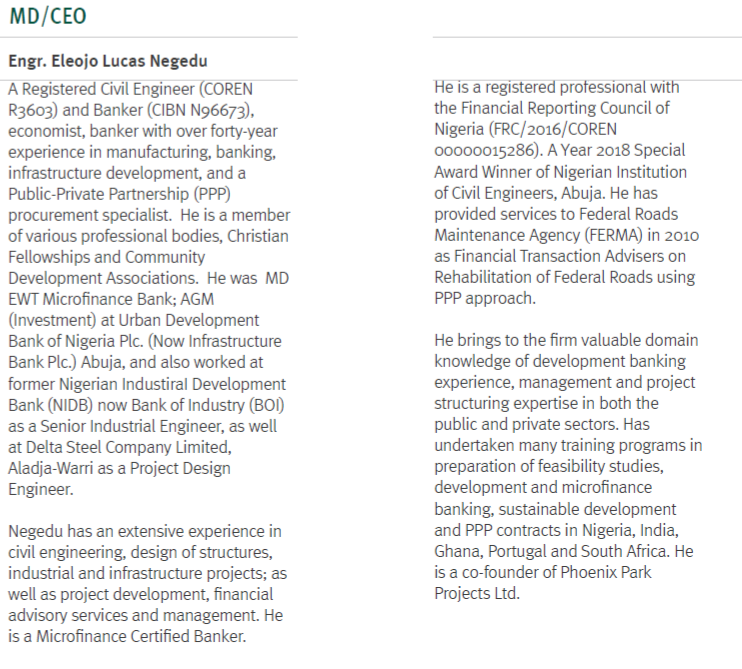 MD/CEO
Engr. Eleojo Lucas Negedu
A Registered Civil Engineer (COREN
R3603) and Banker (CIBN N96673),
economist, banker with over forty-year
experience in manufacturing, banking,
infrastructure development, and a
Public-Private Partnership (PPP)
procurement specialist. He is a member
of various professional bodies, Christian
Fellowships and Community
Development Associations. He was MD
EWT Microfinance Bank; AGM
(Investment) at Urban Development
Bank of Nigeria Plc. (Now Infrastructure
Bank Plc.) Abuja, and also worked at
former Nigerian Industiral Development
Bank (NIDB) now Bank of Industry (BOI)
as a Senior Industrial Engineer, as well
at Delta Steel Company Limited,
Aladja-Warri as a Project Design
Engineer.
Negedu has an extensive experience in
civil engineering, design of structures,
industrial and infrastructure projects; as
well as project development, financial
advisory services and management. He
is a Microfinance Certified Banker.
He is a registered professional with
the Financial Reporting Council of
Nigeria (FRC/2016/COREN
00000015286). A Year 2018 Special
Award Winner of Nigerian Institution
of Civil Engineers, Abuja. He has
provided services to Federal Roads
Maintenance Agency (FERMA) in 2010
as Financial Transaction Advisers on
Rehabilitation of Federal Roads using
PPP approach.
He brings to the firm valuable domain
knowledge of development banking
experience, management and project
structuring expertise in both the
public and private sectors. Has
undertaken many training programs in
preparation of feasibility studies,
development and microfinance
banking, sustainable development
and PPP contracts in Nigeria, India,
Ghana, Portugal and South Africa. He
is a co-founder of Phoenix Park
Projects Ltd.